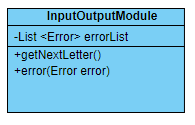 InputOutputModule
-List <Error> errorList
+getNextLetter()
+error(Error error)